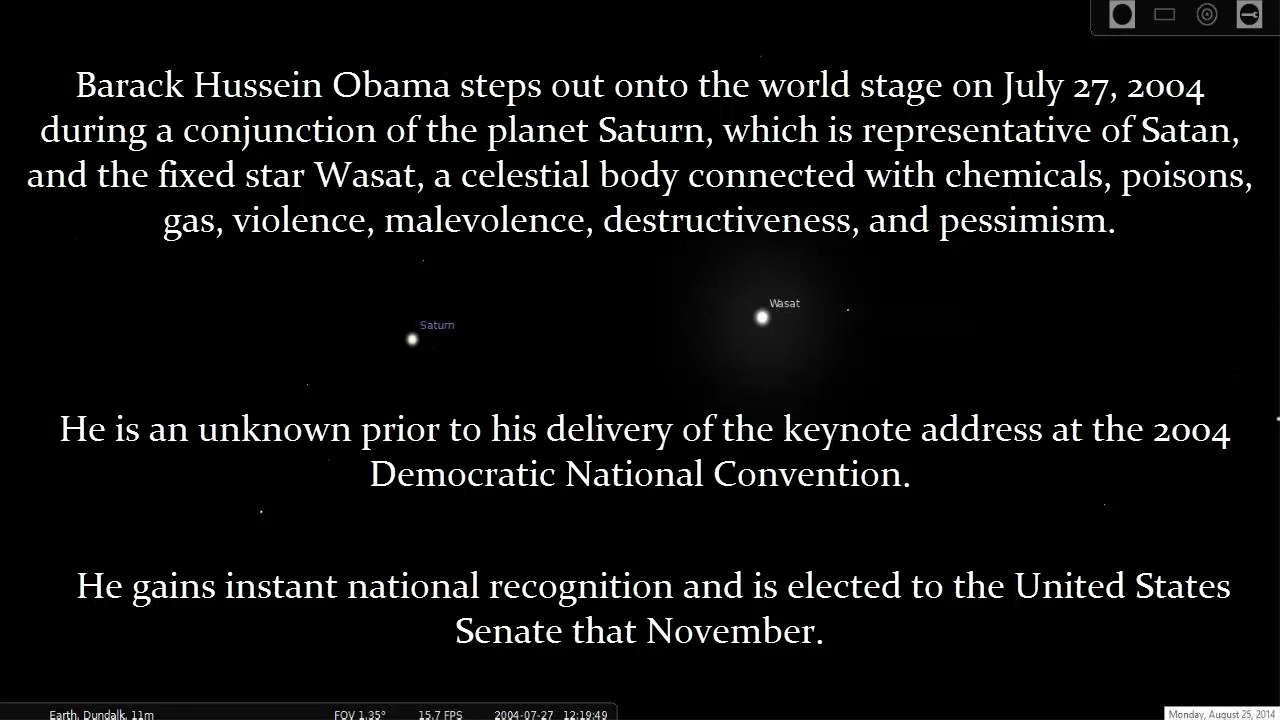 Barack Hussein Obama steps out onto the world stage on July 27, 2004
during a conjunction of the planet Saturn, which is representative of Satan,
and the fixed star Wasat, a celestial body connected with chemicals, poisons,
gas, violence, malevolence, destructiveness, and pessimism.
Wasat
Saturn
He is an unknown prior to his delivery of the keynote address at the 2004
Democratic National Convention.
He gains instant national recognition and is elected to the United States
Senate that November.
Earth, Dundalk, 11m FOV 1.35° 15.7 FPS 2004-07-27 12:19:49
Monday, August 25, 2014